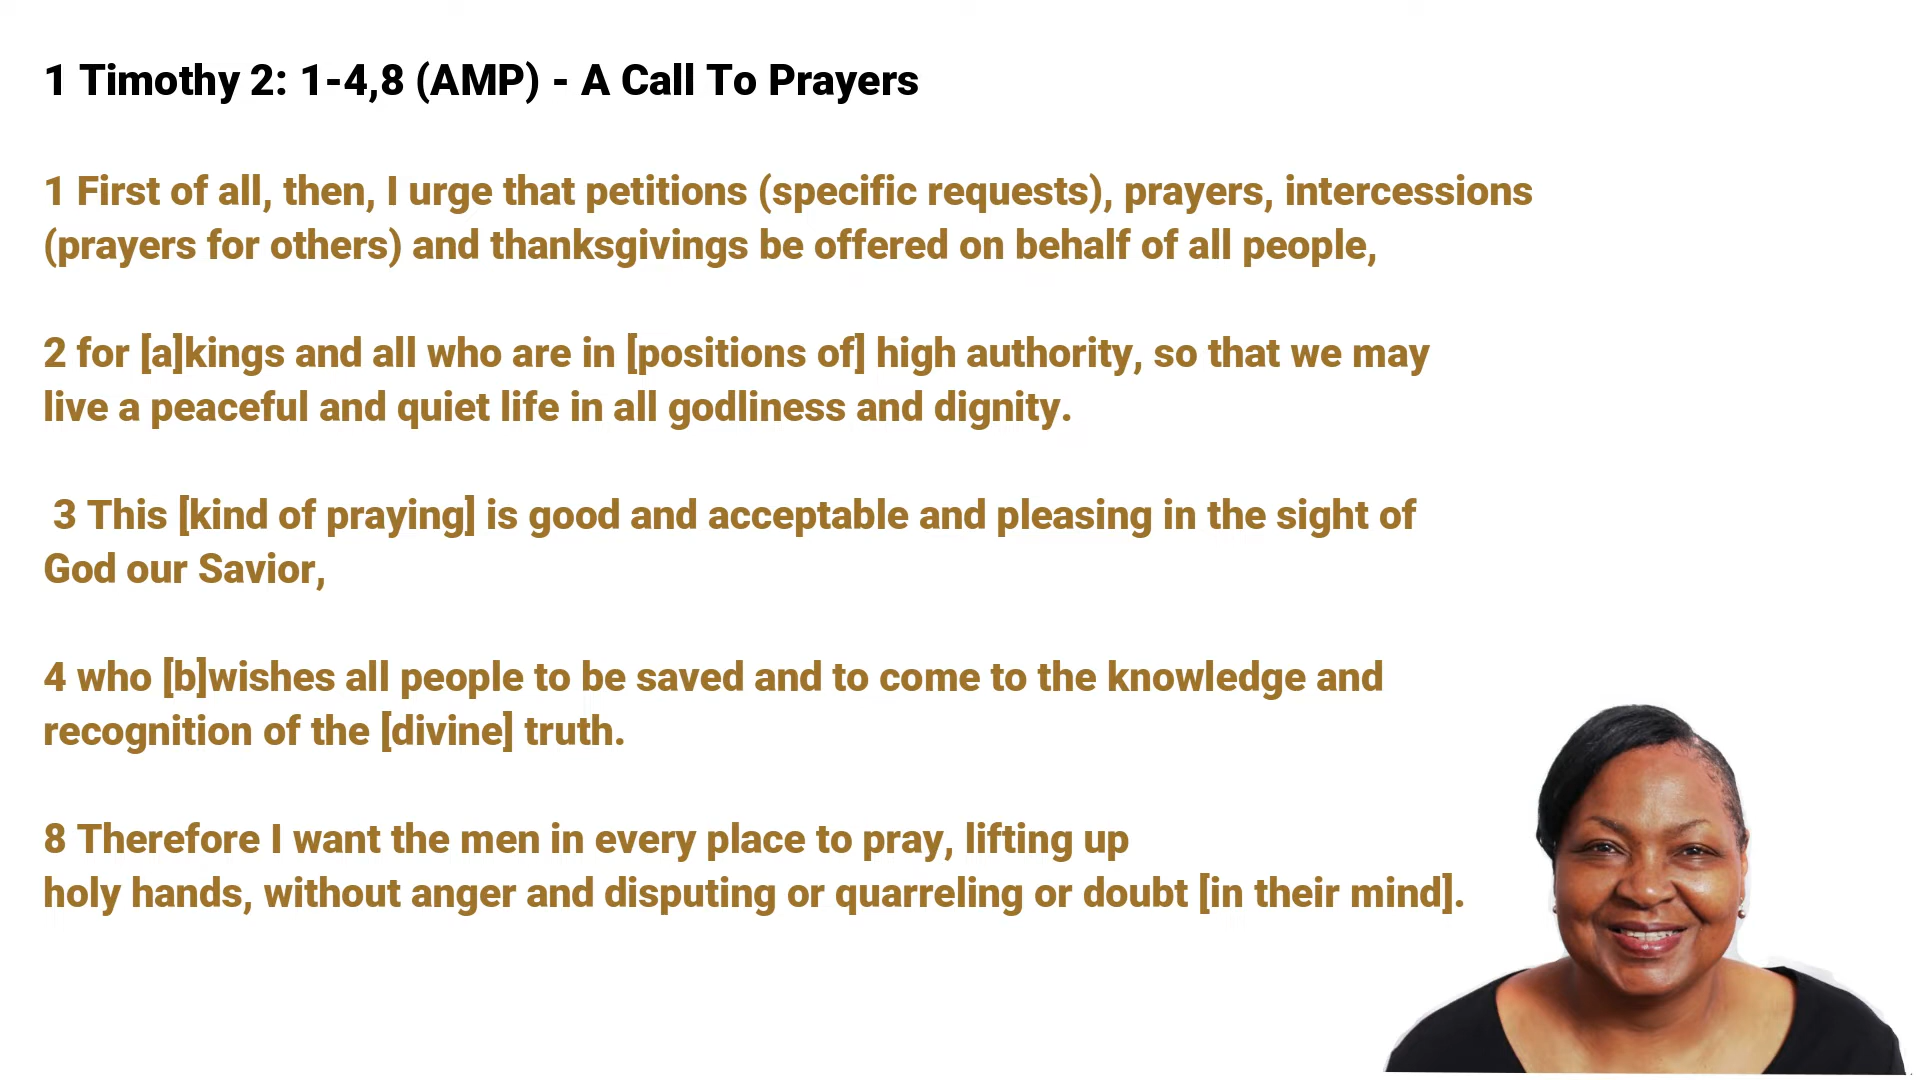 1 Timothy 2: 1-4,8 (AMP) - A Call To Prayers
1 First of all, then, I urge that petitions (specific requests), prayers, intercessions
(prayers for others) and thanksgivings be offered on behalf of all people,
2 for [a]kings and all who are in [positions of] high authority, so that we may
live a peaceful and quiet life in all godliness and dignity.
3 This [kind of praying] is good and acceptable and pleasing in the sight of
God our Savior,
4 who [b]wishes all people to be saved and to come to the knowledge and
recognition of the [divine] truth.
8 Therefore I want the men in every place to pray, lifting up
holy hands, without anger and disputing or quarreling or doubt [in their mind].